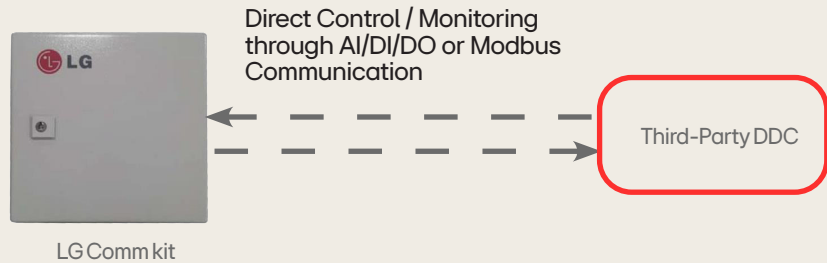 Direct Control / Monitoring
through AI/DI/DO or Modbus
Communication
LG
Third-Party DDC
LG Comm kit